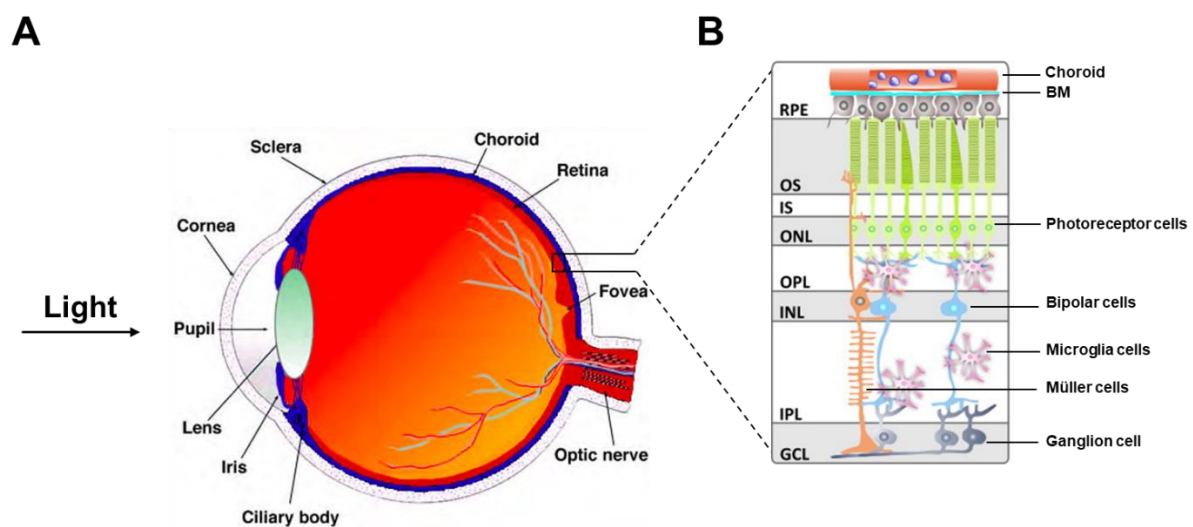 A
Light
Sclera
Choroid
Retina
Cornea
Fovea
Pupil
Lens
Iris
Ciliary body
Optic nerve
B
Choroid
BM
RPE
OS
IS
ONL
Photoreceptor cells
OPL
INL
Bipolar cells
Microglia cells
Müller cells
IPL
GCL
Ganglion cell